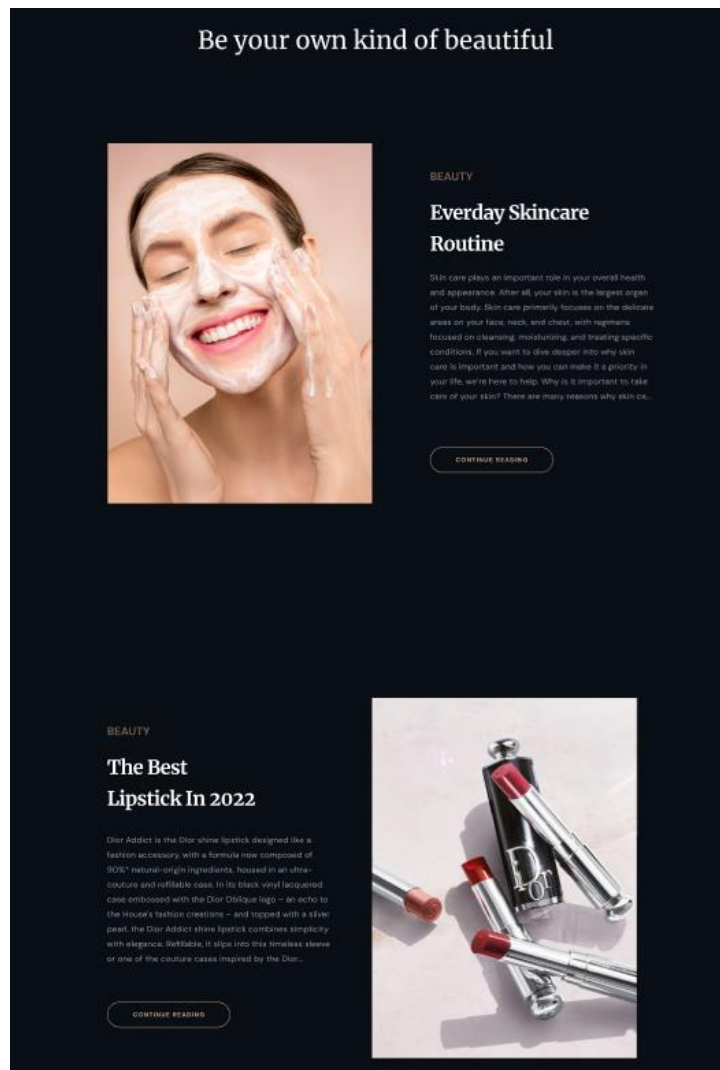 Be your own kind of beautiful
BEAUTY
Everday Skincare
Routine
Skin care plays an important role in your overall health
and appearance. After all, your skin is the largest organ
of your body. Skin care primarily focuses on the delicate
areas on your face, neck, and chest; with regimens
focused on cleansing, moisturizing, and treating specific
conditions. If you want to dive deeper into why skin
care is important and how you can make it a priority in
your life, we're here to help. Why is it important to take
care of your skin? There are many reasons why skin ca...
CONTINUE READING
BEAUTY
The Best
Lipstick In 2022
Dior Addict is the Dior shine lipstick designed like a
fashion accessory, with a formula now composed of
90%* natural-origin ingredients, housed in an ultra-
couture and refillable case. In its black vinyl lacquered
case embossed with the Dior Oblique logo – an echo to
the House's fashion creations – and topped with a silver
pearl, the Dior Addict shine lipstick combines simplicity
with elegance. Refillable, it slips into this timeless sleeve
or one of the couture cases inspired by the Dior...
CONTINUE READING
Dior